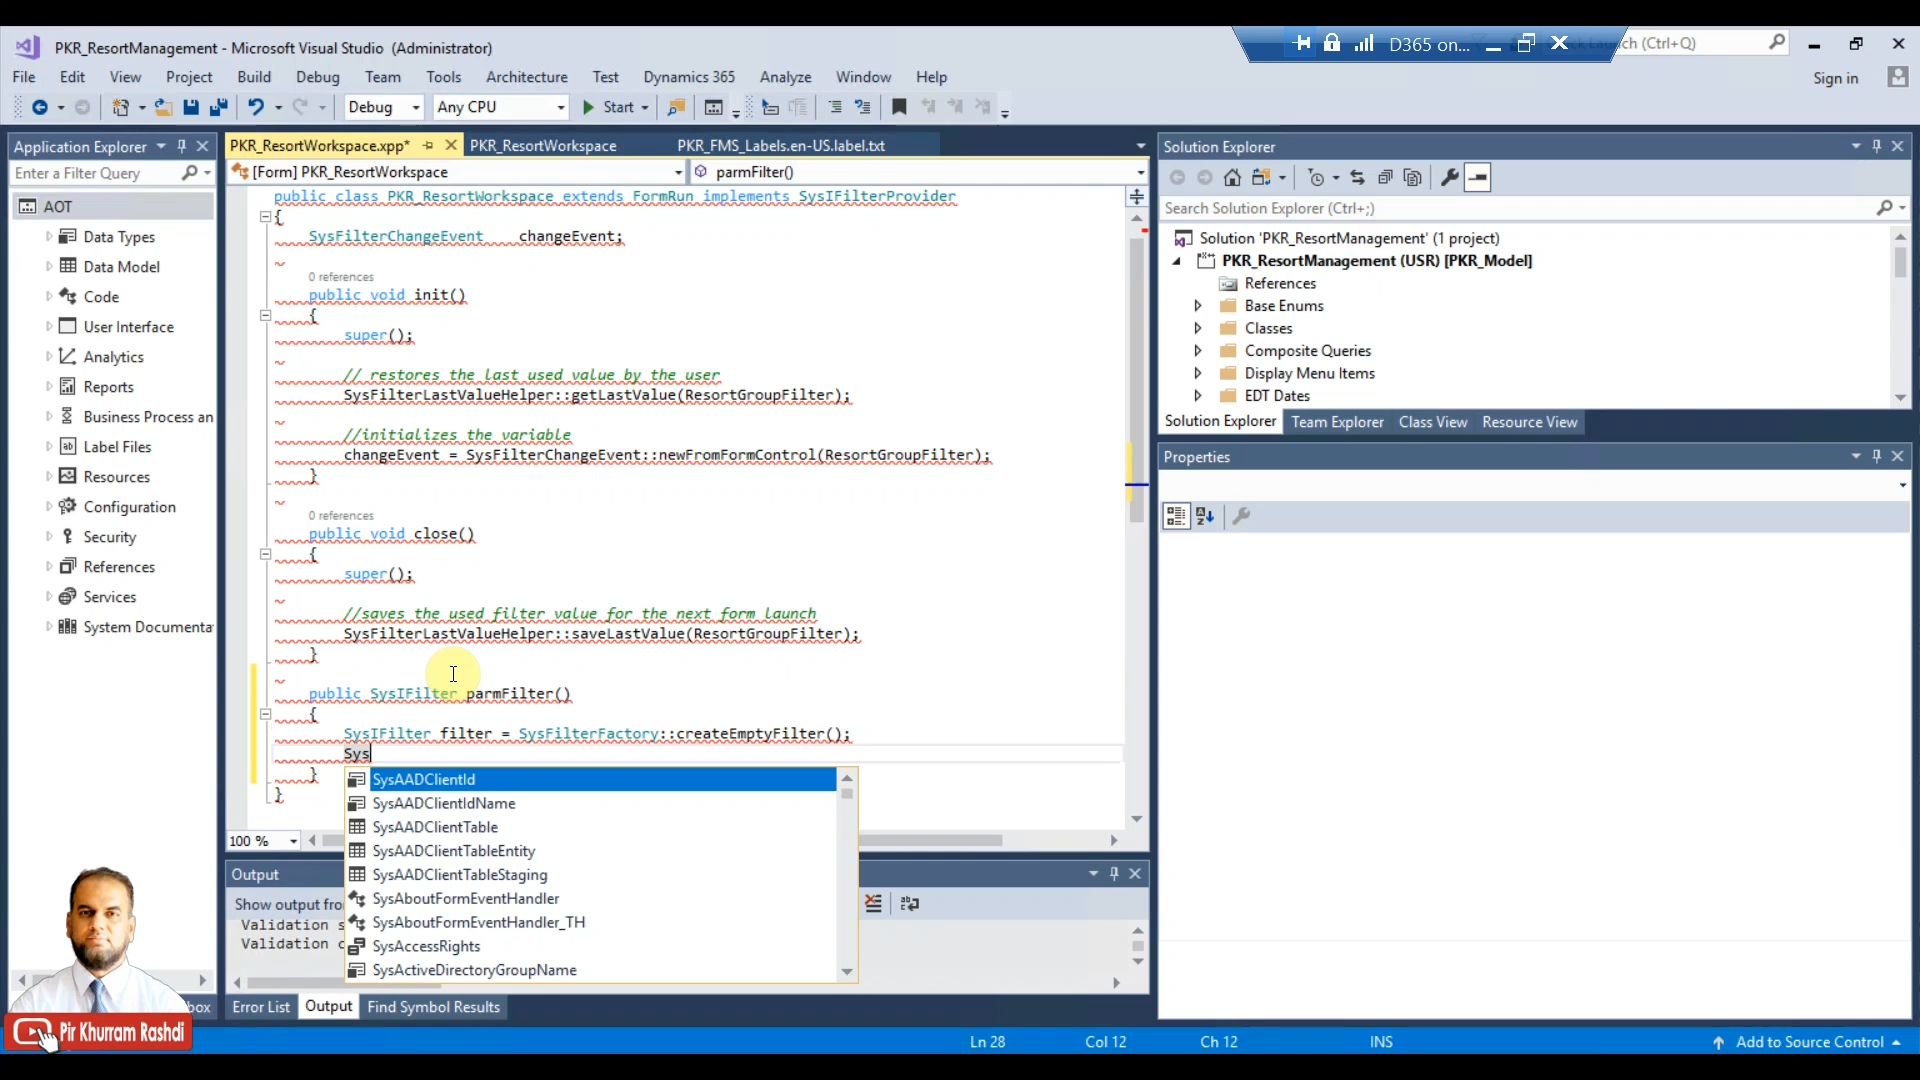 PKR_ResortManagement - Microsoft Visual Studio (Administrator)
D365 on...
ck Launch (Ctrl+Q)
File Edit View Project Build Debug Team Tools Architecture Test Dynamics 365 Analyze Window Help
Sign in
Debug Any CPU Start
Application Explorer
Enter a Filter Query
AOT
Data Types
Data Model
Code
User Interface
Analytics
Reports
Business Process an
Label Files
Resources
Configuration
Security
References
Services
System Documenta
PKR_ResortWorkspace.xpp* PKR_ResortWorkspace PKR_FMS_Labels.en-US.label.txt
[Form] PKR_ResortWorkspace parmFilter()
public class PKR_ResortWorkspace extends FormRun implements SysIFilterProvider
{
SysFilterChangeEvent changeEvent;
0 references
public void init()
{
super();
// restores the last used value by the user
SysFilterLastValueHelper::getLastValue(ResortGroupFilter);
//initializes the variable
changeEvent = SysFilterChangeEvent::newFromFormControl(ResortGroupFilter);
}
0 references
public void close()
{
super();
//saves the used filter value for the next form launch
SysFilterLastValueHelper::saveLastValue(ResortGroupFilter);
}
public SysIFilter parmFilter()
{
SysIFilter filter = SysFilterFactory::createEmptyFilter();
Sys
}
}
SysAADClientId
SysAADClientIdName
SysAADClientTable
SysAADClientTableEntity
SysAADClientTableStaging
SysAboutFormEventHandler
SysAboutFormEventHandler_TH
SysAccessRights
SysActiveDirectoryGroupName
100 %
Output
Show output fro
Validation s
Validation c
box
Error List Output Find Symbol Results
Solution Explorer
Search Solution Explorer (Ctrl+;)
Solution 'PKR_ResortManagement' (1 project)
PKR_ResortManagement (USR) [PKR_Model]
References
Base Enums
Classes
Composite Queries
Display Menu Items
EDT Dates
Solution Explorer Team Explorer Class View Resource View
Properties
Pir Khurram Rashdi
Ln 28 Col 12 Ch 12 INS Add to Source Control